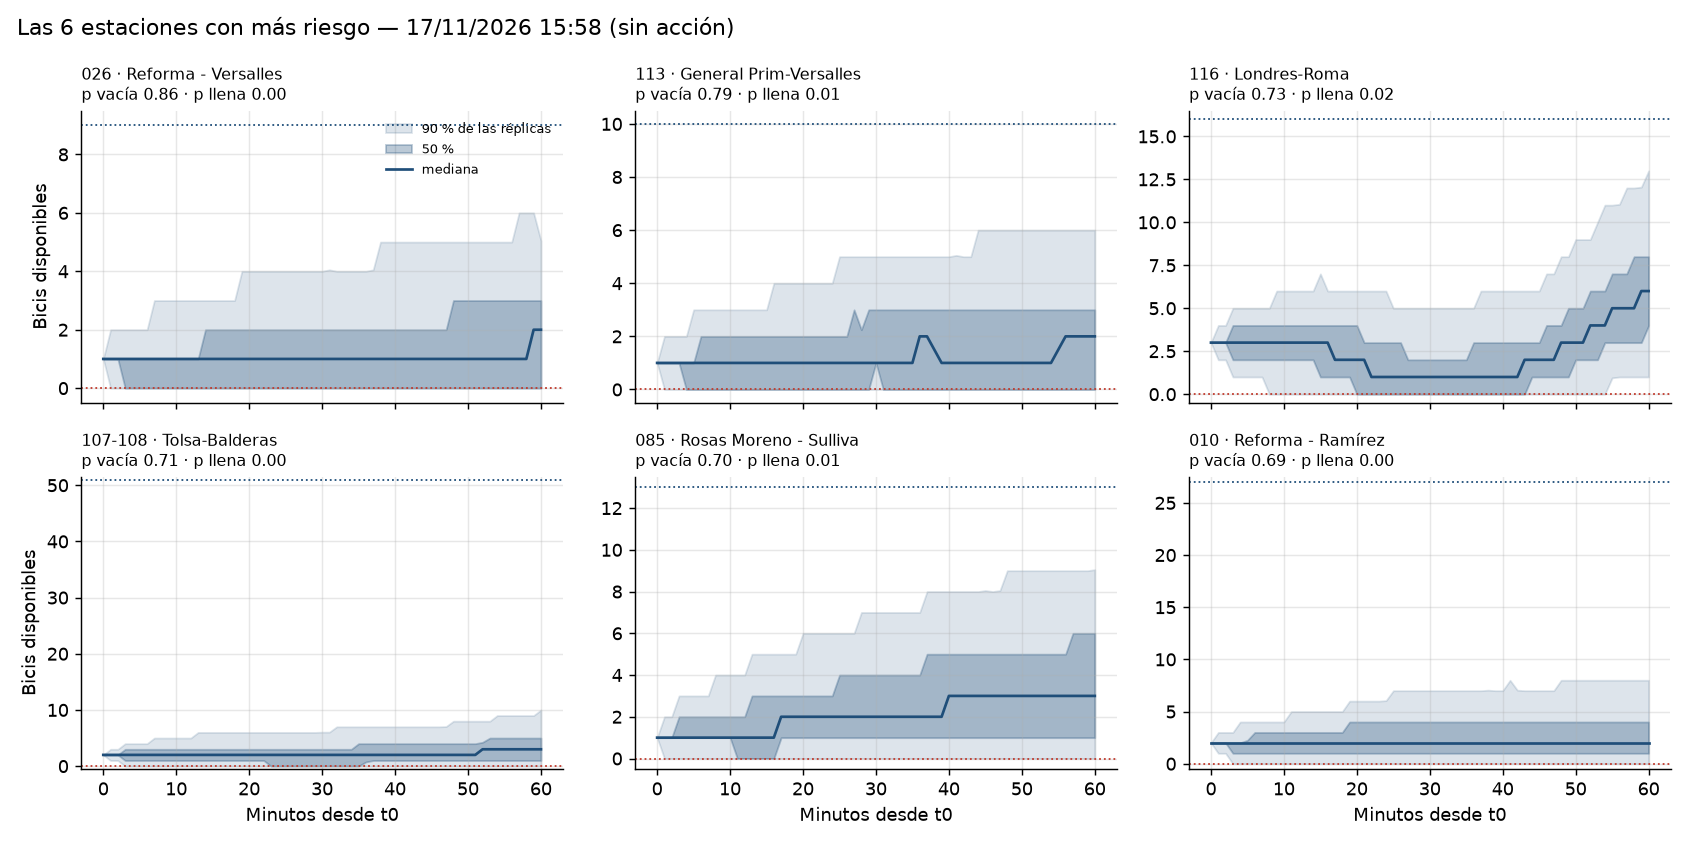 Las 6 estaciones con más riesgo — 17/11/2026 15:58 (sin acción)
026 · Reforma - Versalles
p vacía 0.86 · p llena 0.00
90 % de las réplicas
50 %
mediana
8
6
4
2
0
Bicis disponibles
113 · General Prim-Versalles
p vacía 0.79 · p llena 0.01
10
8
6
4
2
0
116 · Londres-Roma
p vacía 0.73 · p llena 0.02
15.0
12.5
10.0
7.5
5.0
2.5
0.0
107-108 · Tolsa-Balderas
p vacía 0.71 · p llena 0.00
50
40
30
20
10
0
Bicis disponibles
0 10 20 30 40 50 60
Minutos desde t0
085 · Rosas Moreno - Sulliva
p vacía 0.70 · p llena 0.01
12
10
8
6
4
2
0
0 10 20 30 40 50 60
Minutos desde t0
010 · Reforma - Ramírez
p vacía 0.69 · p llena 0.00
25
20
15
10
5
0
0 10 20 30 40 50 60
Minutos desde t0